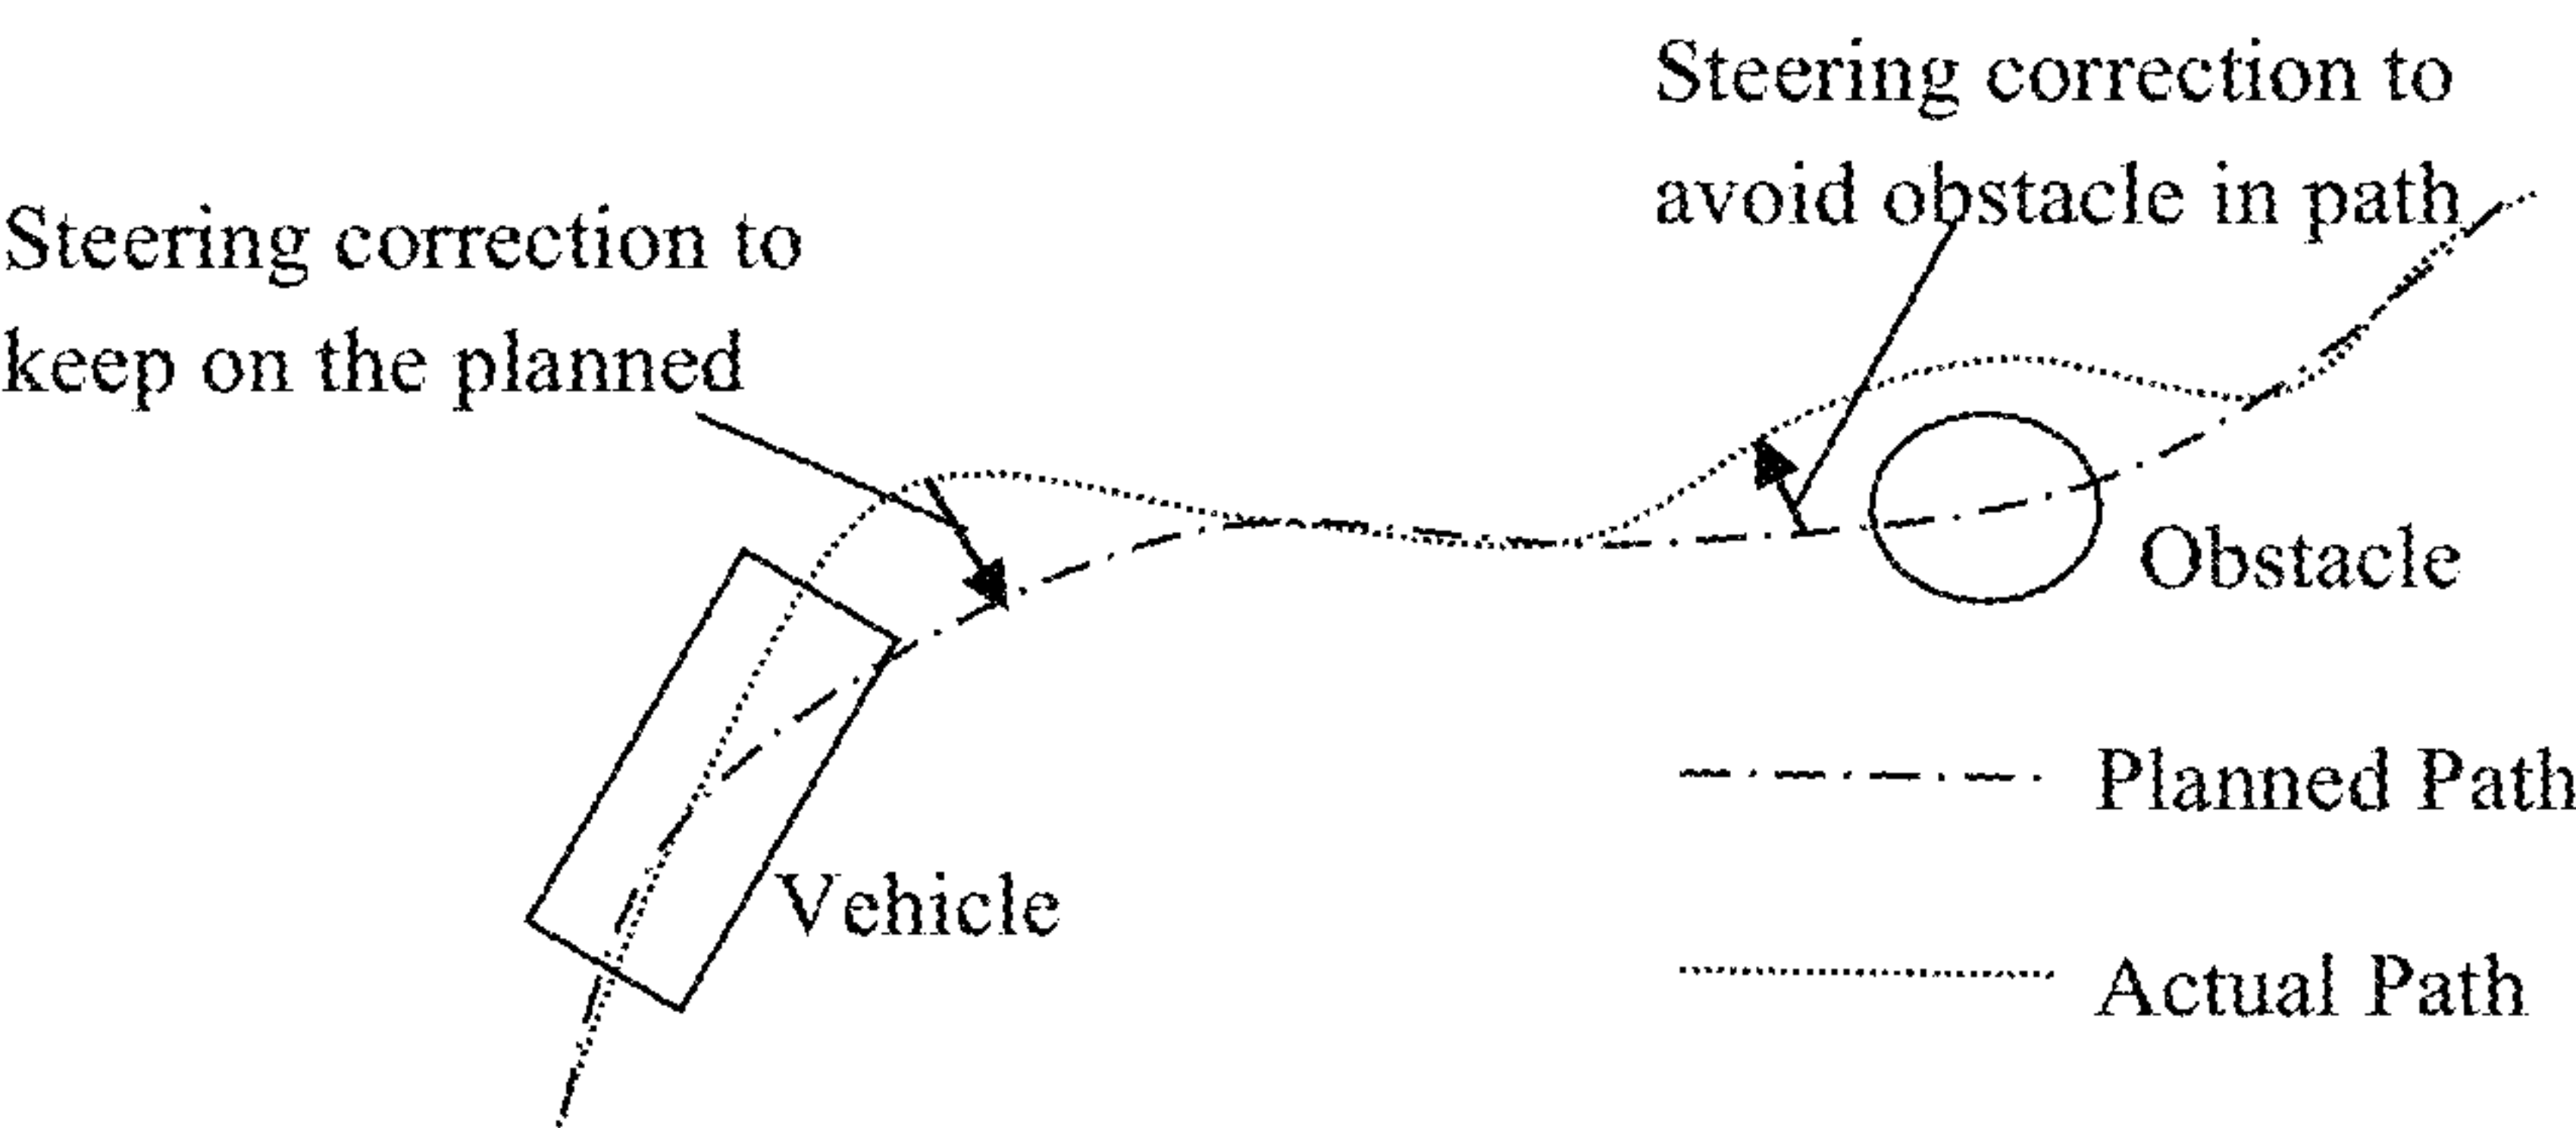 Steering correction to
avoid obstacle in path
Steering correction to
keep on the planned
Obstacle
Vehicle
Planned Path
Actual Path